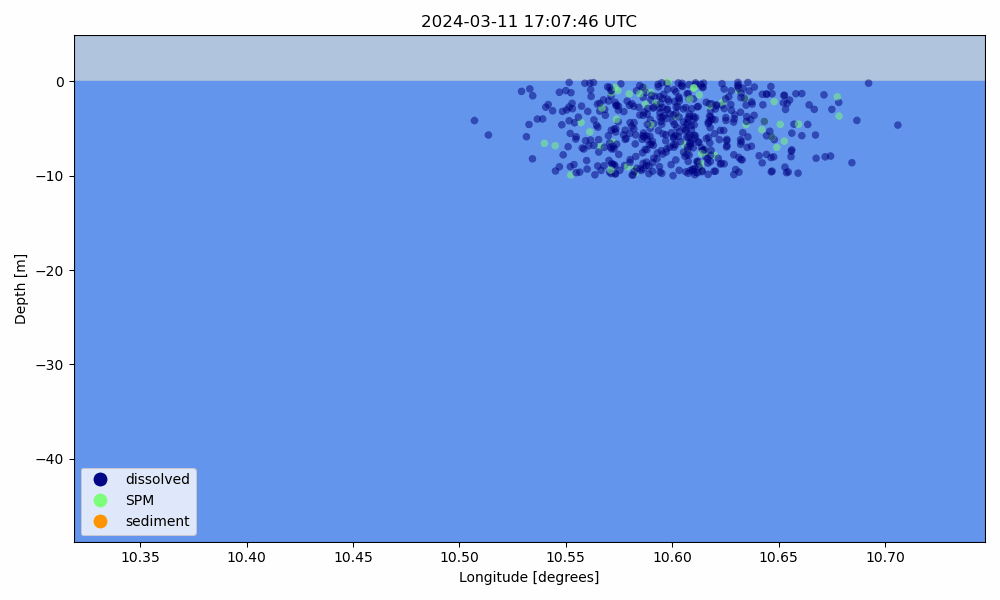 2024-03-11 17:07:46 UTC
Depth [m]
0
−10
−20
−30
−40
dissolved
SPM
sediment
10.35 10.40 10.45 10.50 10.55 10.60 10.65 10.70
Longitude [degrees]